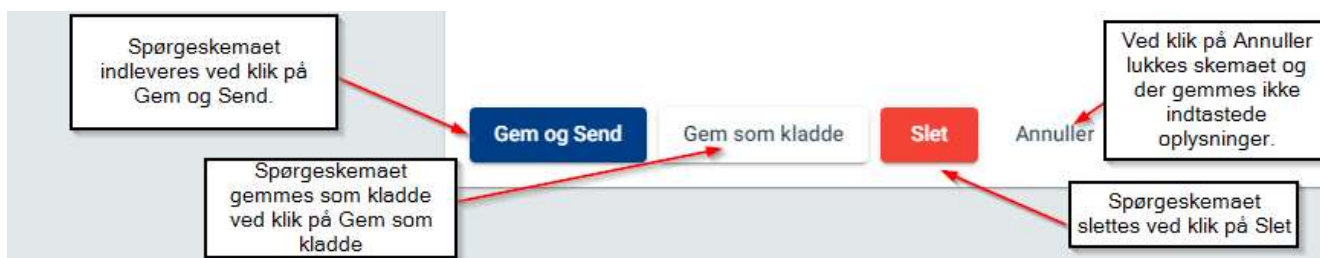 Spørgeskemaet
indleveres ved klik på
Gem og Send.
Ved klik på Annuller
lukkes skemaet og
der gemmes ikke
indtastede
oplysninger.
Gem og Send
Gem som kladde
Slet
Annuller
Spørgeskemaet
gemmes som kladde
ved klik på Gem som
kladde
Spørgeskemaet
slettes ved klik på Slet